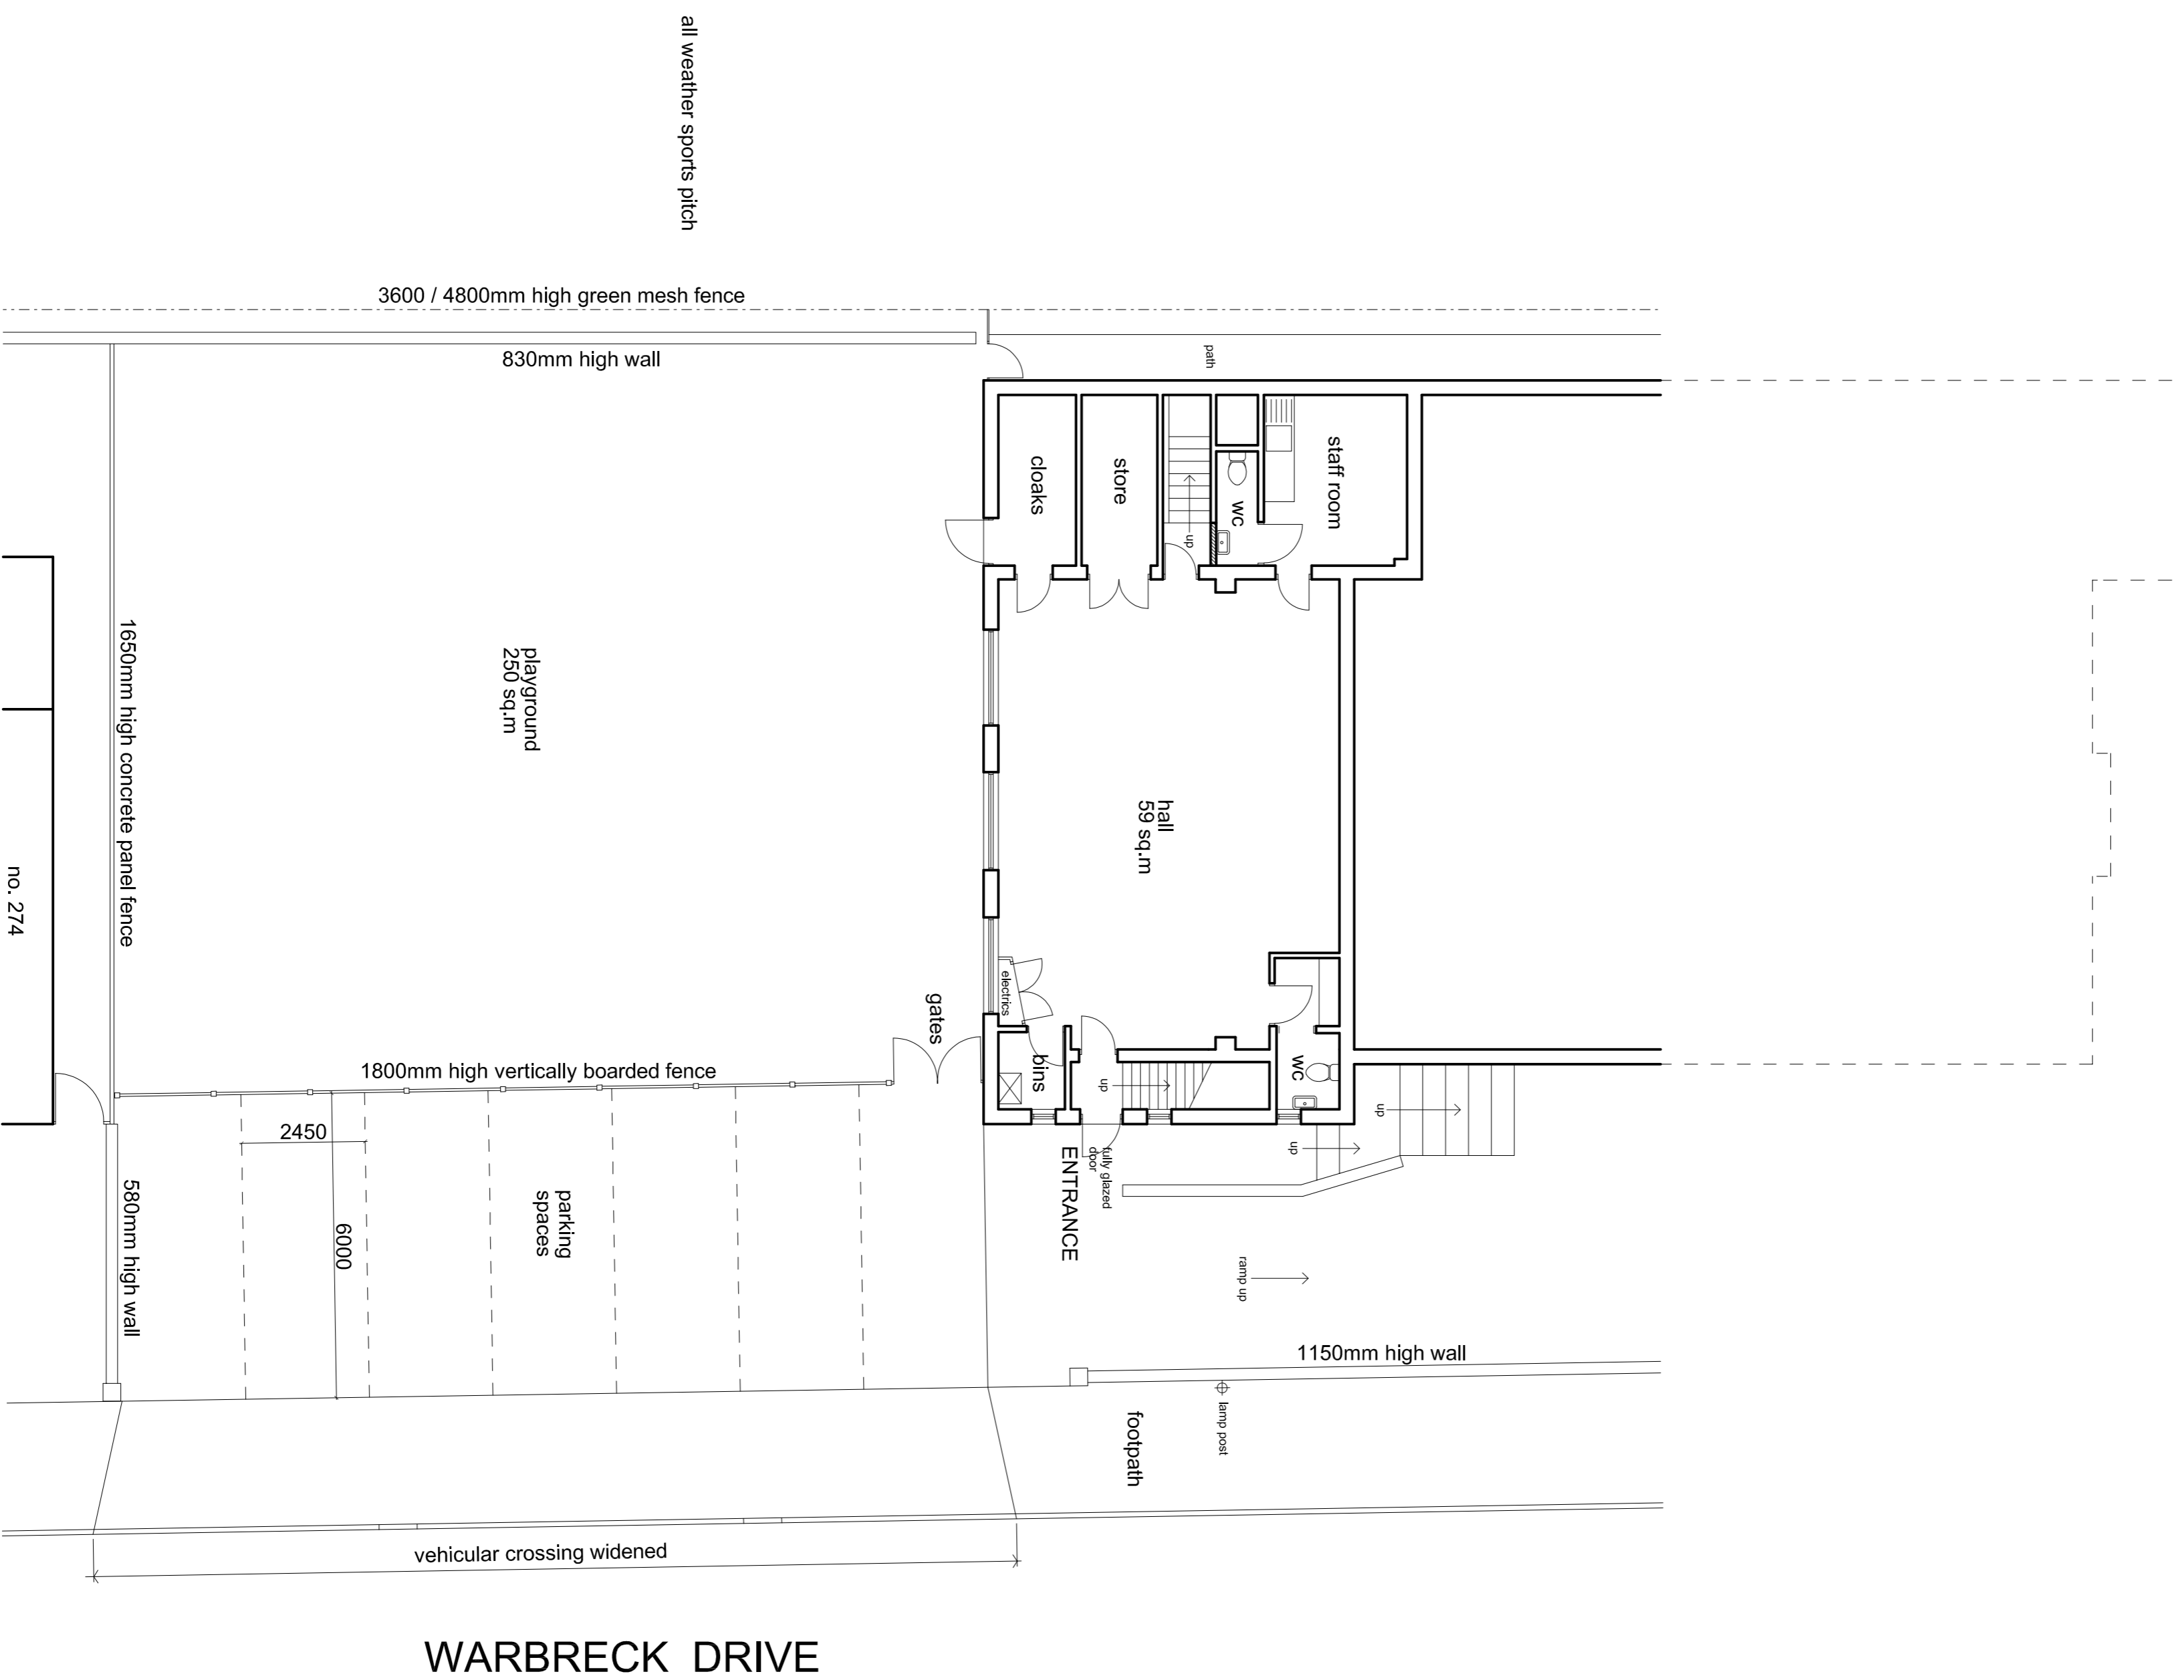 all weather sports pitch
3600 / 4800mm high green mesh fence
830mm high wall
path
cloaks
store
up
wc
staff room
1650mm high concrete panel fence
playground
250 sq.m
hall
59 sq.m
no. 274
electrics
gates
1800mm high vertically boarded fence
bins
up
wc
up
up
2450
ENTRANCE
fully glazed
door
580mm high wall
6000
parking
spaces
ramp up
1150mm high wall
lamp post
footpath
vehicular crossing widened
WARBRECK DRIVE